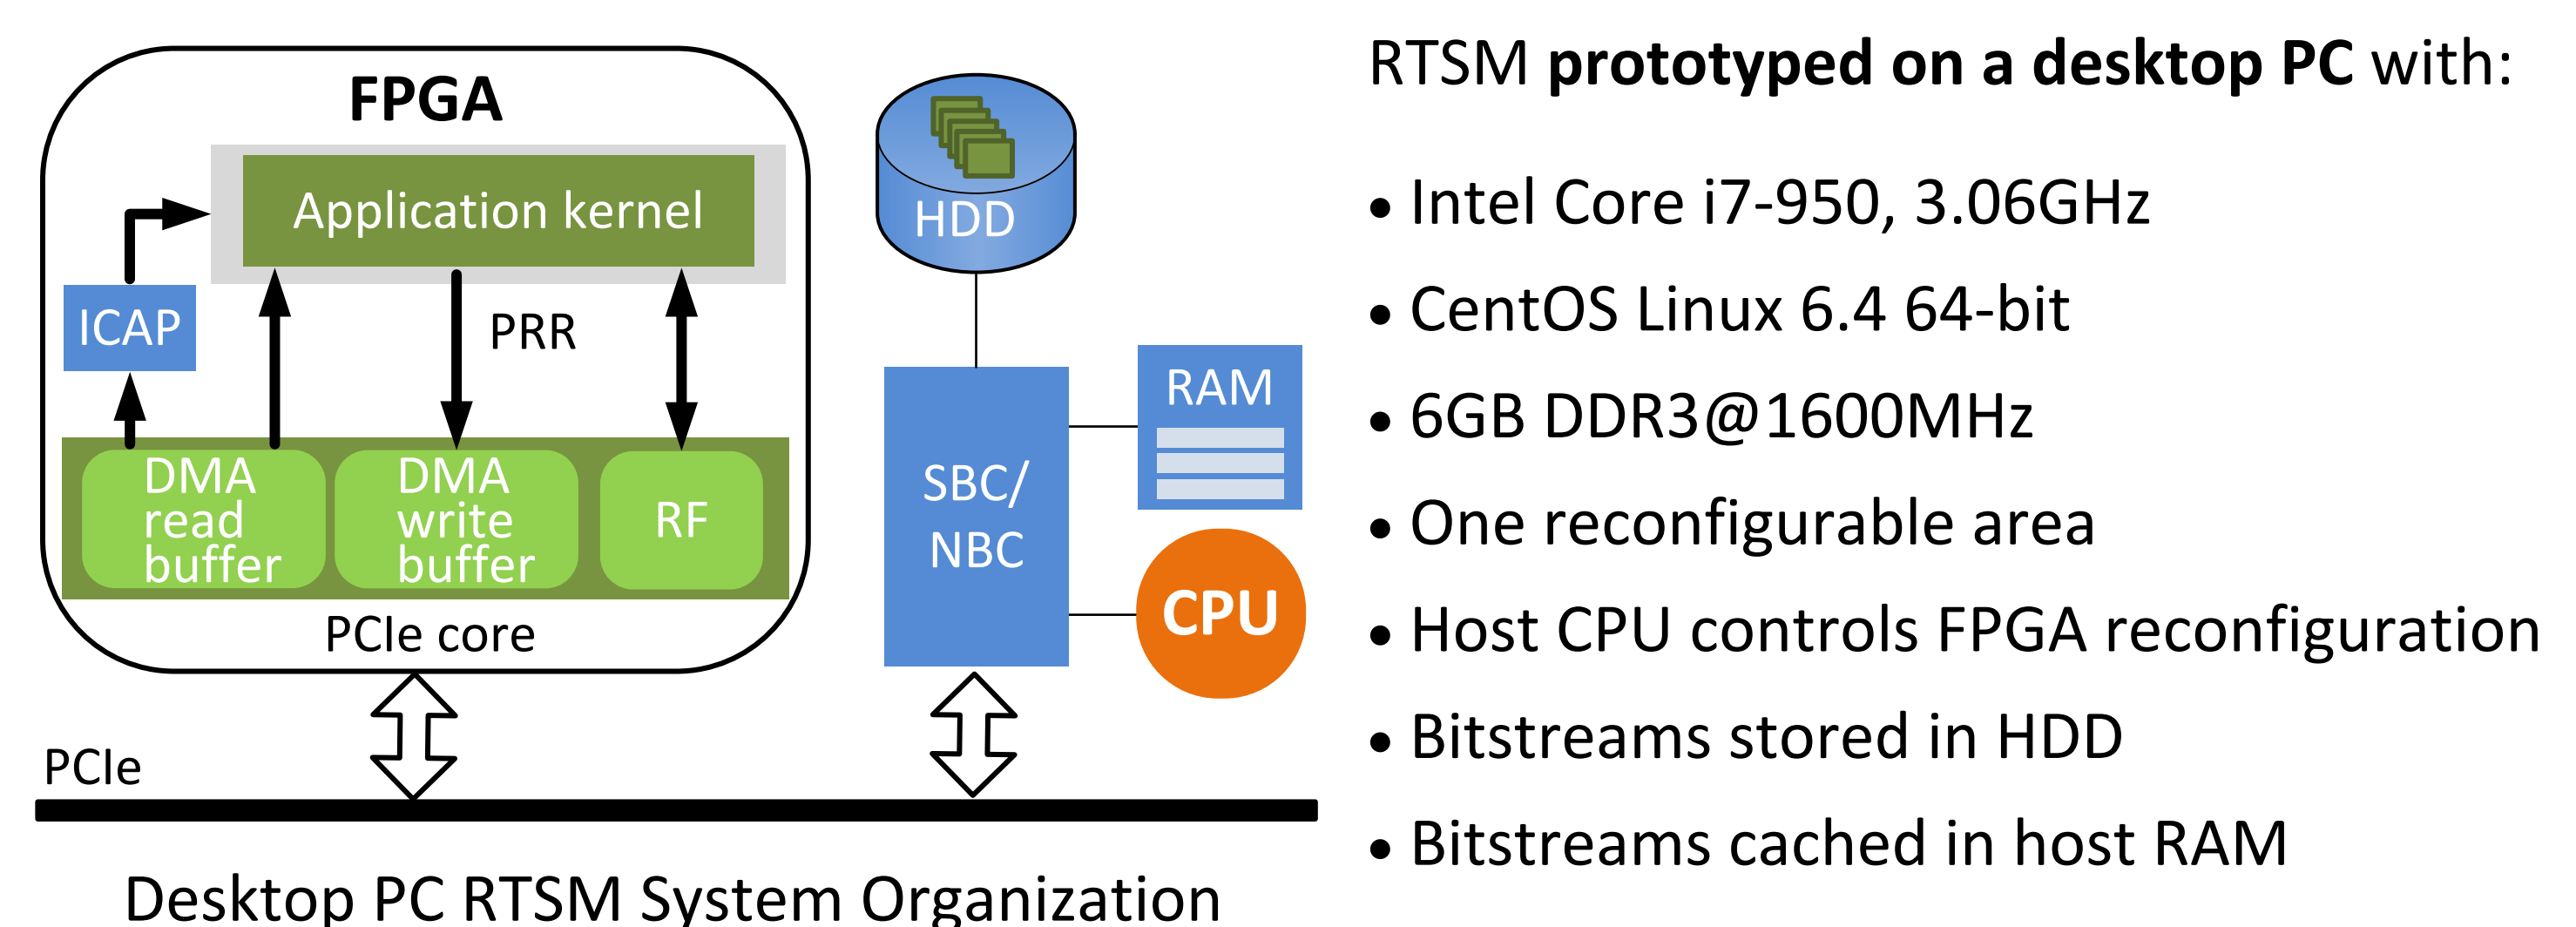 FPGA
Application kernel
ICAP
PRR
DMA
read
buffer
DMA
write
buffer
RF
PCIe core
HDD
RAM
SBC/
NBC
CPU
PCIe
Desktop PC RTSM System Organization
RTSM prototyped on a desktop PC with:
• Intel Core i7-950, 3.06GHz
• CentOS Linux 6.4 64-bit
• 6GB DDR3@1600MHz
• One reconfigurable area
• Host CPU controls FPGA reconfiguration
• Bitstreams stored in HDD
• Bitstreams cached in host RAM